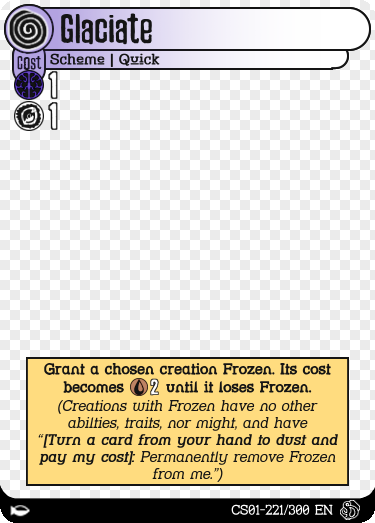 Glaciate
Cost
Scheme | Quick
1
1
Grant a chosen creation Frozen. Its cost
becomes 2 until it loses Frozen.
(Creations with Frozen have no other
abilities, traits, nor might, and have
“[Turn a card from your hand to dust and
pay my cost]: Permanently remove Frozen
from me.”)
CS01-221/300 EN